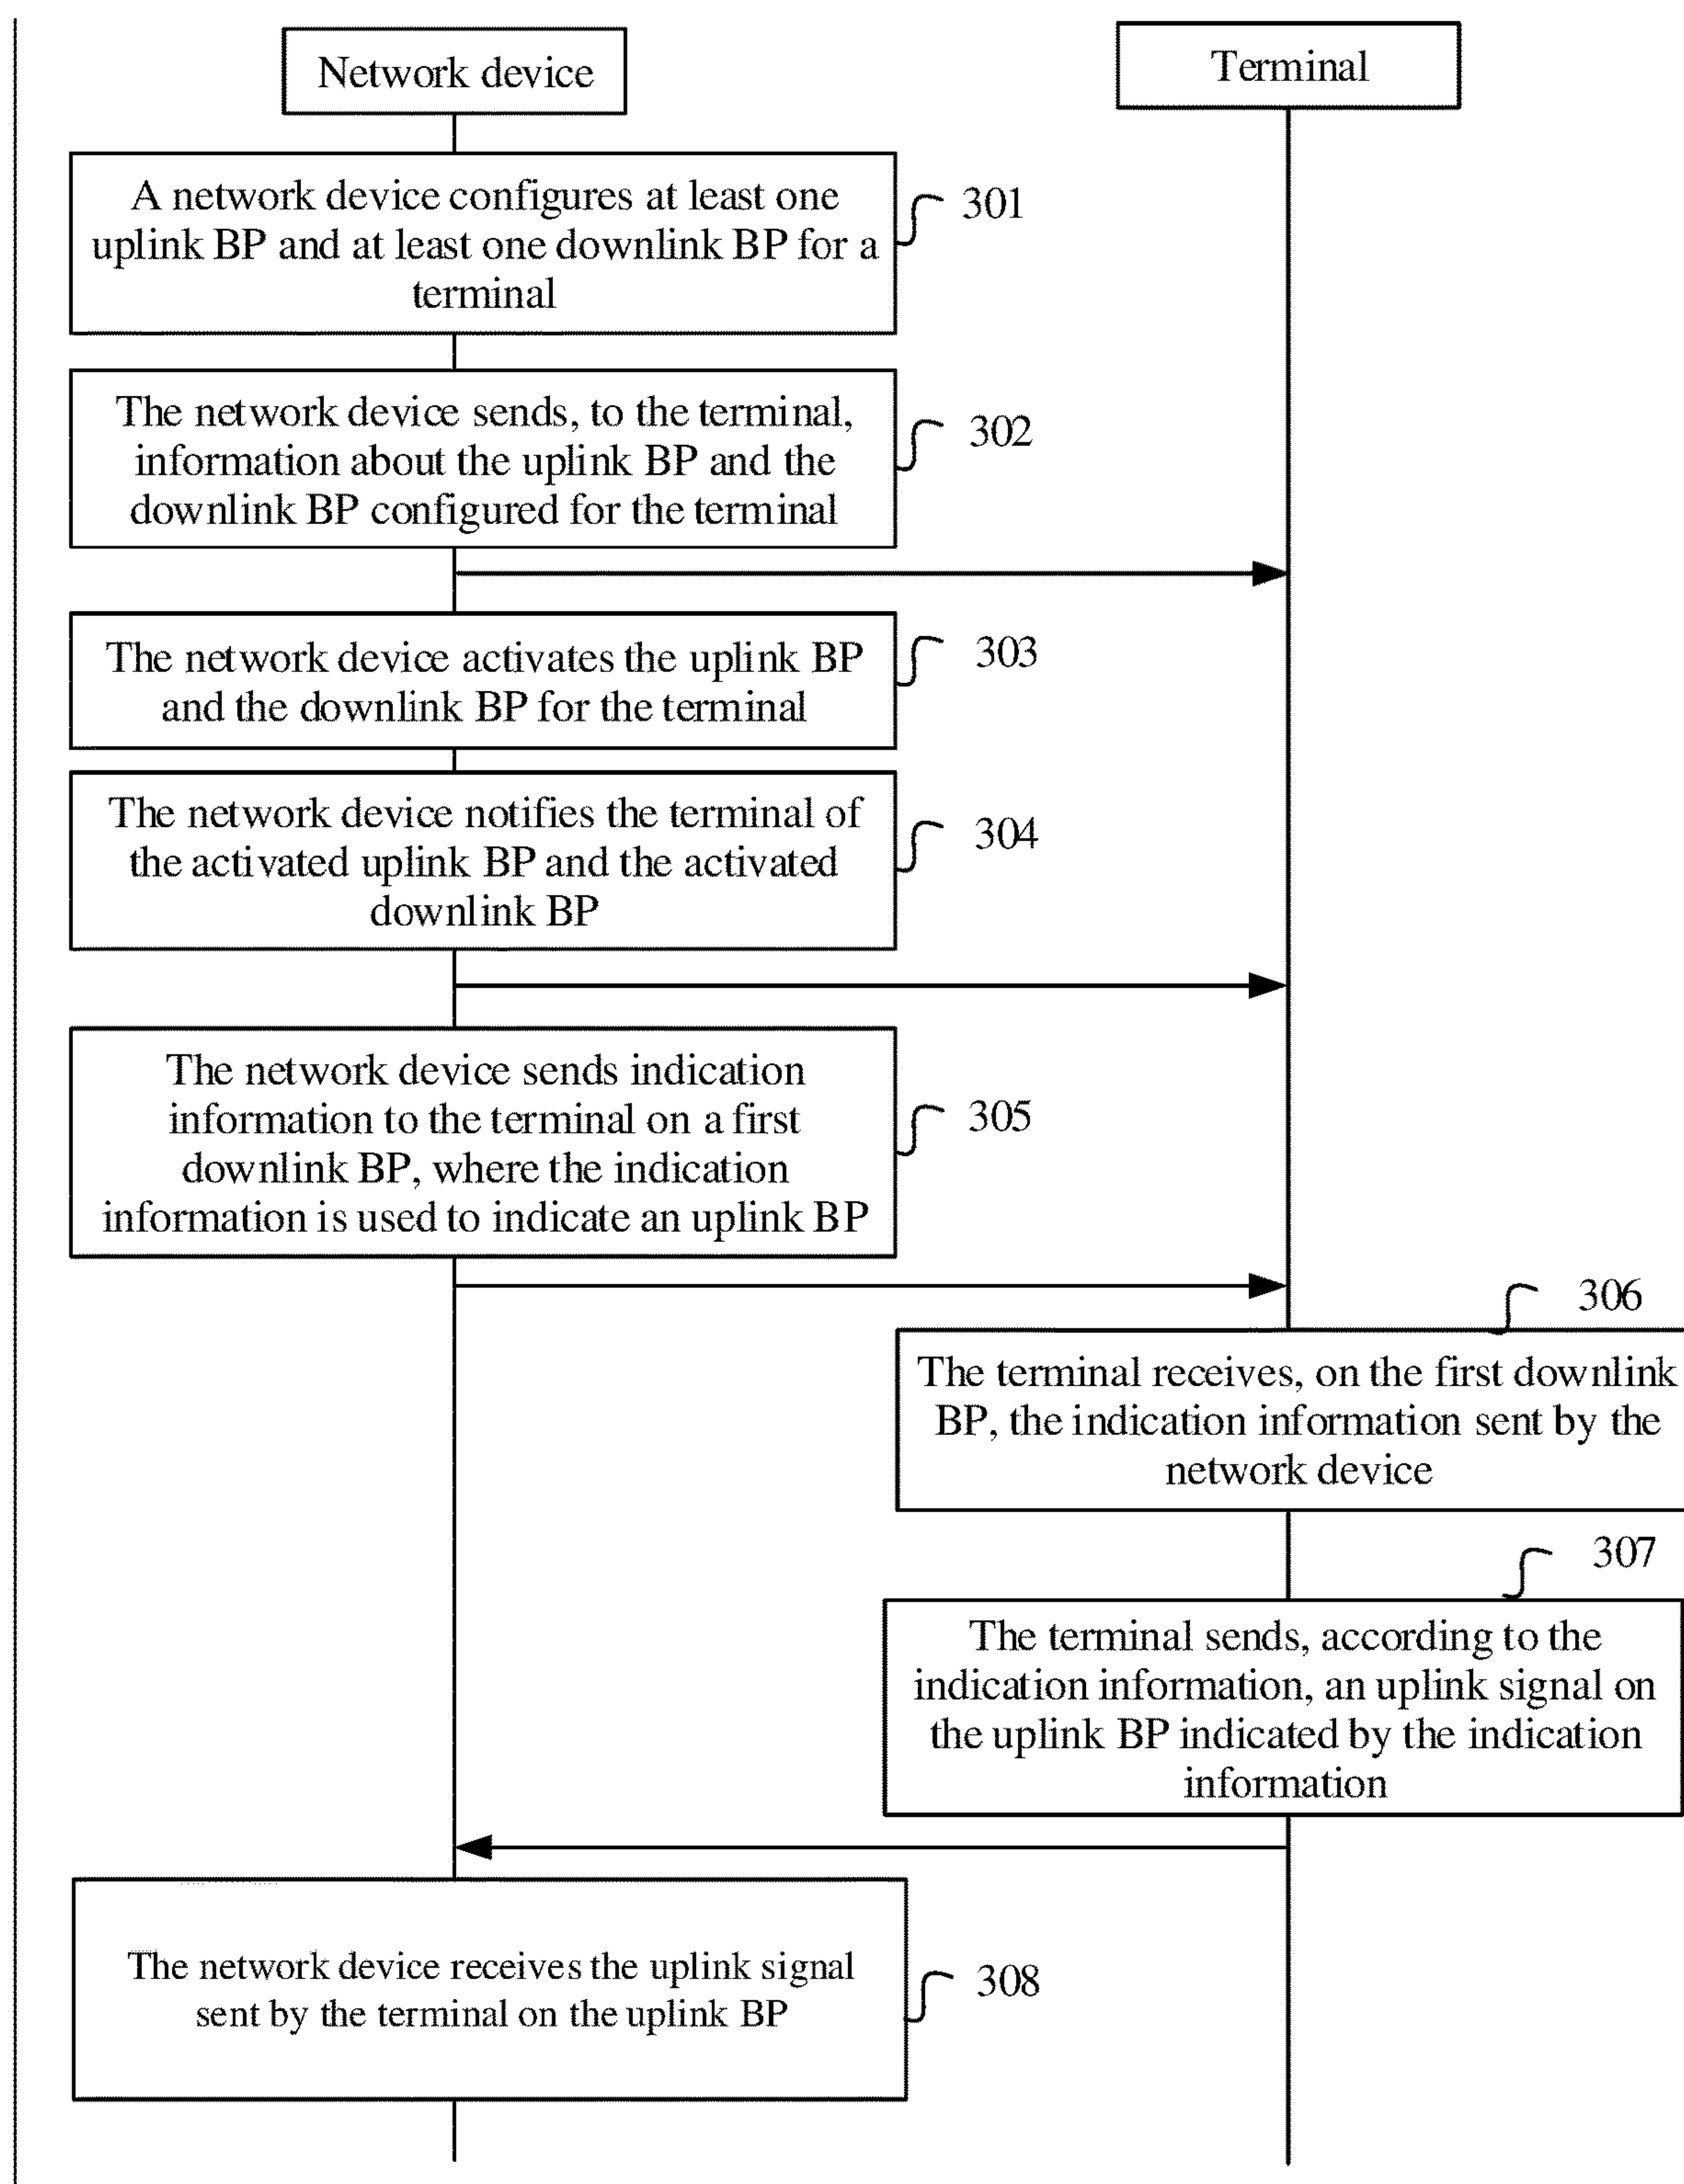 Network device
Terminal
A network device configures at least one
uplink BP and at least one downlink BP for a
terminal
301
The network device sends, to the terminal,
information about the uplink BP and the
downlink BP configured for the terminal
302
The network device activates the uplink BP
and the downlink BP for the terminal
303
The network device notifies the terminal of
the activated uplink BP and the activated
downlink BP
304
The network device sends indication
information to the terminal on a first
downlink BP, where the indication
information is used to indicate an uplink BP
305
306
The terminal receives, on the first downlink
BP, the indication information sent by the
network device
307
The terminal sends, according to the
indication information, an uplink signal on
the uplink BP indicated by the indication
information
The network device receives the uplink signal
sent by the terminal on the uplink BP
308